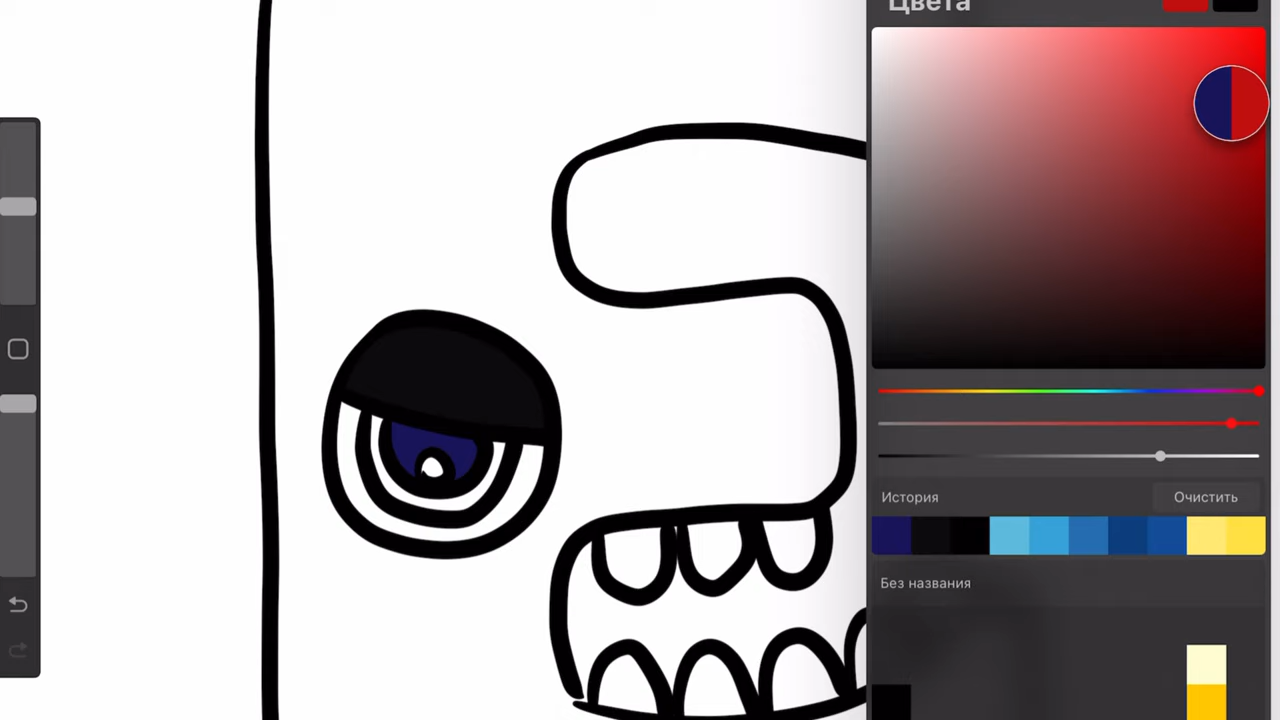 Цвета
История
Очистить
Без названия